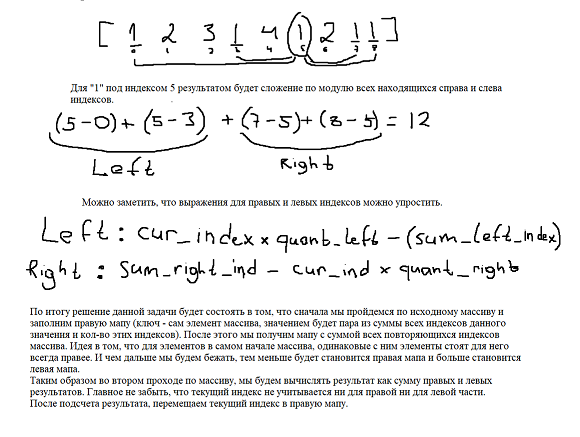 [ 1 2 3 1 4 1 2 1 1 ]
0 1 2 3 4 5 6 7 8
Для "1" под индексом 5 результатом будет сложение по модулю всех находящихся справа и слева
индексов.
(5-0)+(5-3) +(7-5)+(8-5)=12
Left Right
Можно заметить, что выражения для правых и левых индексов можно упростить.
Left: cur_index x quant_left - (sum_left_index)
Right: Sum_right_ind - cur_ind x quant_right
По итогу решение данной задачи будет состоять в том, что сначала мы пройдемся по исходному массиву и
заполним правую мапу (ключ - сам элемент массива, значением будет пара из суммы всех индексов данного
значения и кол-во этих индексов). После этого мы получим мапу с суммой всех повторяющихся индексов
массива. Идея в том, что для элементов в самом начале массива, одинаковые с ним элементы стоят для него
всегда правее. И чем дальше мы будем бежать, тем меньше будет становится правая мапа и больше становится
левая мапа.
Таким образом во втором проходе по массиву, мы будем вычислять результат как сумму правых и левых
результатов. Главное не забыть, что текущий индекс не учитывается ни для правой ни для левой части.
После подсчета результата, перемещаем текущий индекс в правую мапу.